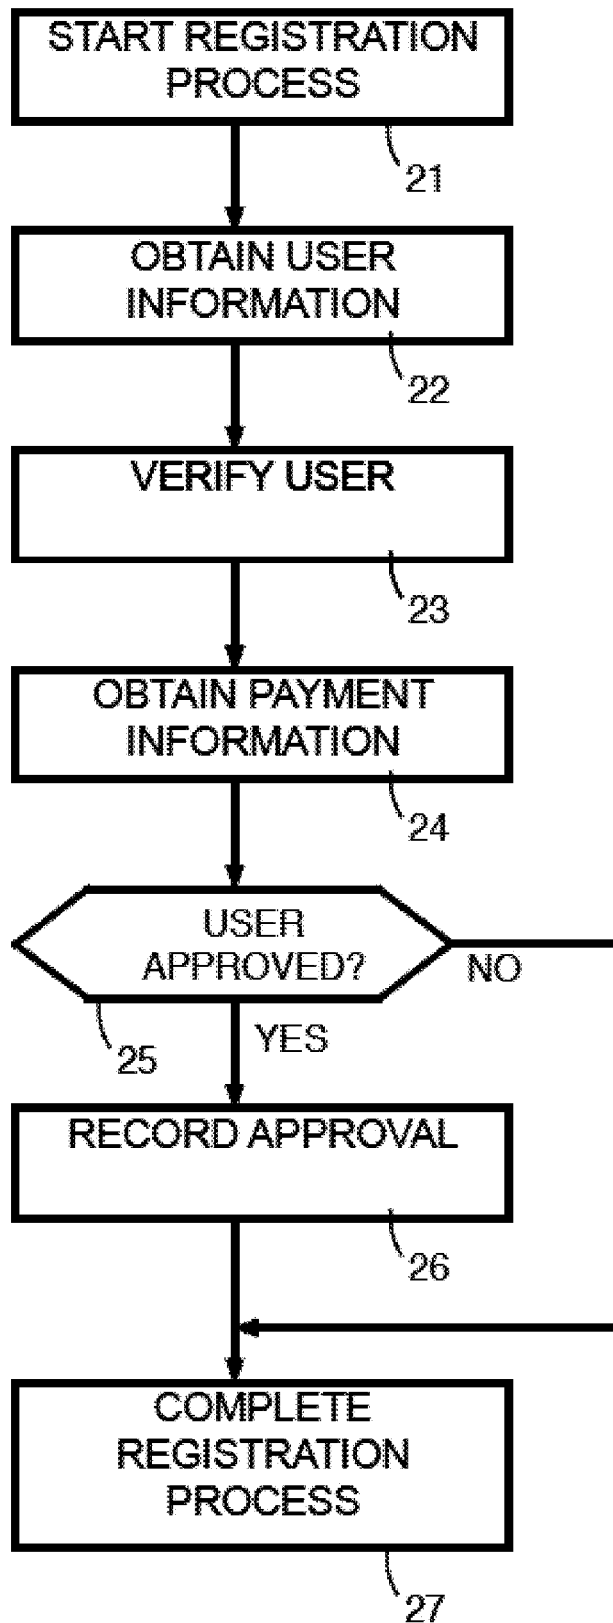 START REGISTRATION
PROCESS
21
OBTAIN USER
INFORMATION
22
VERIFY USER
23
OBTAIN PAYMENT
INFORMATION
24
USER
APPROVED?
NO
25
YES
RECORD APPROVAL
26
COMPLETE
REGISTRATION
PROCESS
27